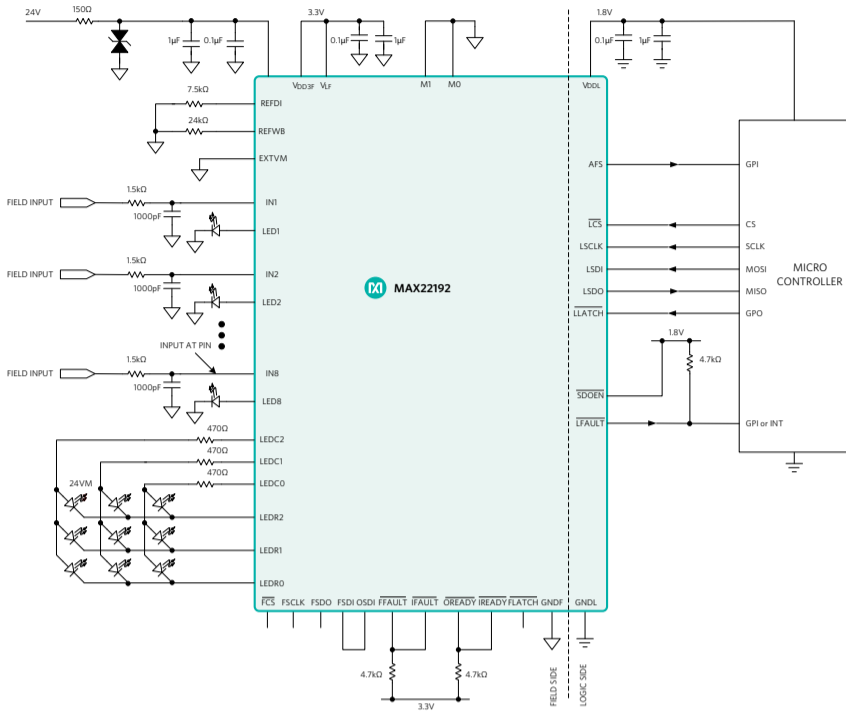 24V
150Ω
3.3V
1.8V
1µF
0.1µF
0.1µF
1µF
0.1µF
1µF
VDD3F
VLF
M1
M0
VDDL
7.5kΩ
REFDI
24kΩ
REFWB
EXTVM
FIELD INPUT
1.5kΩ
1000pF
IN1
LED1
FIELD INPUT
1.5kΩ
1000pF
IN2
LED2
INPUT AT PIN
FIELD INPUT
1.5kΩ
1000pF
IN8
LED8
470Ω
LEDC2
470Ω
LEDC1
470Ω
LEDC0
24VM
LEDR2
LEDR1
LEDR0
MAX22192
AFS
GPI
LCS
CS
LSCLK
SCLK
LSDI
MOSI
LSDO
MISO
LLATCH
GPO
MICRO
CONTROLLER
1.8V
4.7kΩ
SDOEN
LFAULT
GPI or INT
FCS
FSCLK
FSDO
FSDI
OSDI
FFAULT
IFAULT
OREADY
IREADY
FLATCH
GNDF
GNDL
4.7kΩ
4.7kΩ
3.3V
FIELD SIDE
LOGIC SIDE